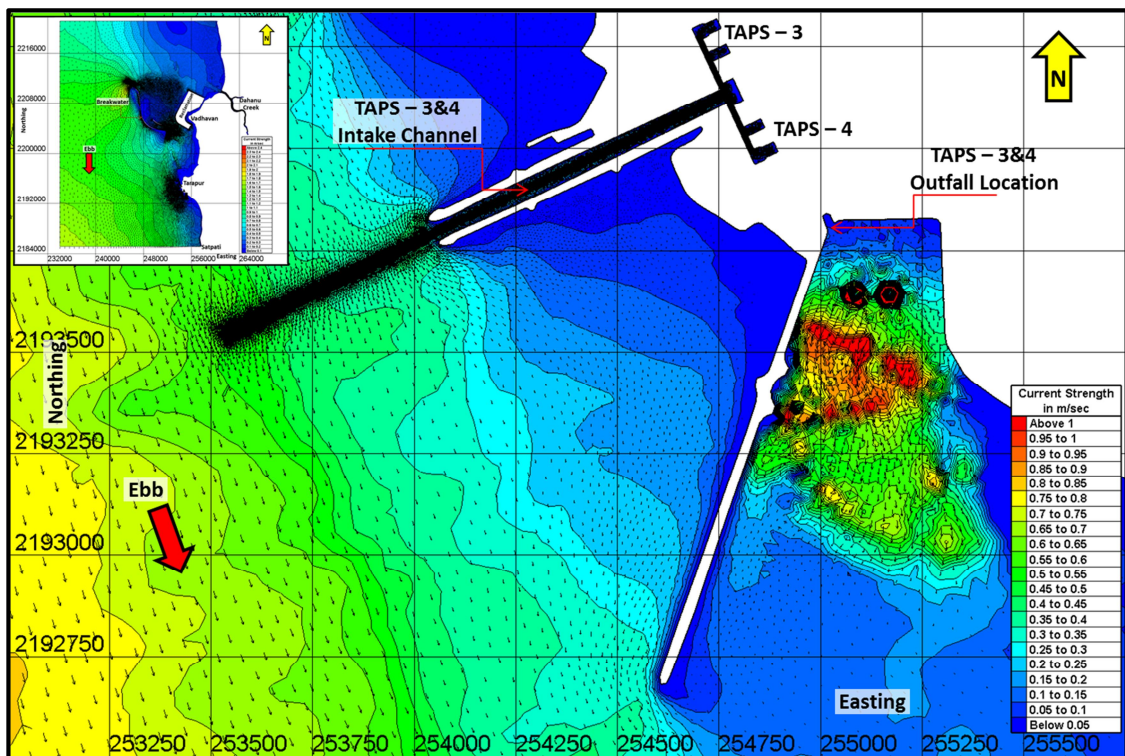 N
2216000
2208000
2200000
2192000
2184000
Northing
Breakwater
Vadhavan
Dahanu
Creek
Ebb
Tarapur
Satpati
Current Strength
in m/sec
232000
240000
248000
256000
264000
Easting
TAPS – 3
TAPS – 4
TAPS – 3&4
Intake Channel
TAPS – 3&4
Outfall Location
N
2193500
2193250
2193000
2192750
Northing
Ebb
Easting
253250
253500
253750
254000
254250
254500
254750
255000
255250
255500
Current Strength
in m/sec
Above 1
0.95 to 1
0.9 to 0.95
0.85 to 0.9
0.8 to 0.85
0.75 to 0.8
0.7 to 0.75
0.65 to 0.7
0.6 to 0.65
0.55 to 0.6
0.5 to 0.55
0.45 to 0.5
0.4 to 0.45
0.35 to 0.4
0.3 to 0.35
0.25 to 0.3
0.2 to 0.25
0.15 to 0.2
0.1 to 0.15
0.05 to 0.1
Below 0.05